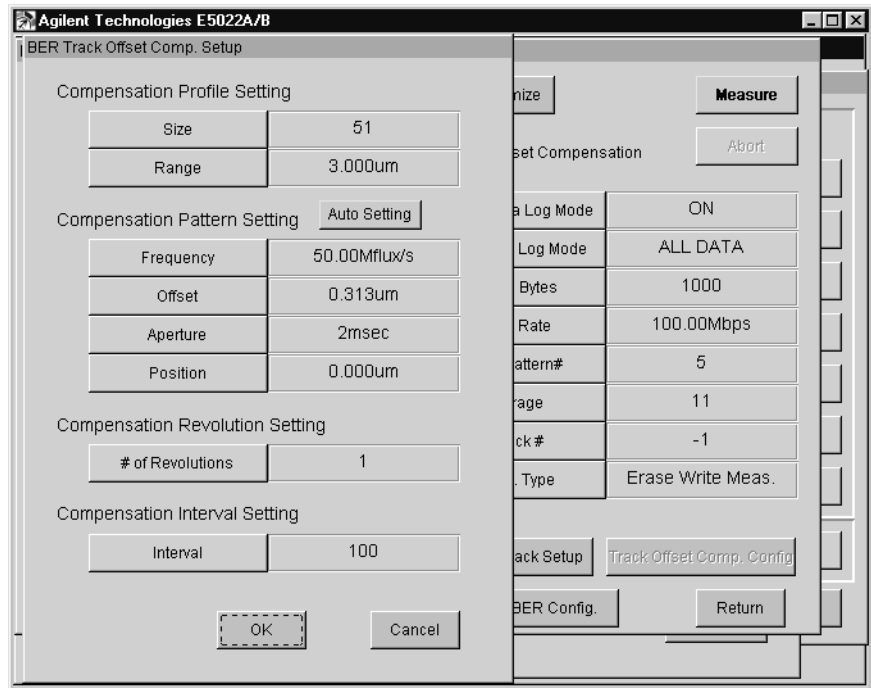 Agilent Technologies E5022A/B
BER Track Offset Comp. Setup
Compensation Profile Setting
Size 51
Range 3.000um
Compensation Pattern Setting Auto Setting
Frequency 50.00Mflux/s
Offset 0.313um
Aperture 2msec
Position 0.000um
Compensation Revolution Setting
# of Revolutions 1
Compensation Interval Setting
Interval 100
OK Cancel
nize Measure
set Compensation Abort
a Log Mode ON
Log Mode ALL DATA
Bytes 1000
Rate 100.00Mbps
attern# 5
rage 11
ck # -1
. Type Erase Write Meas.
ack Setup Track Offset Comp. Config
BER Config. Return